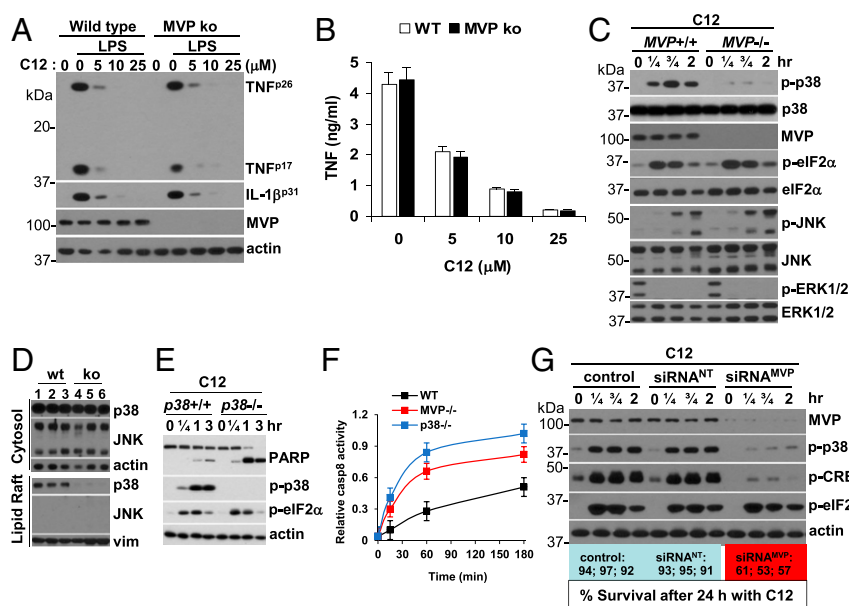 A
Wild type MVP ko
LPS LPS
C12 : 0 0 5 10 25 0 0 5 10 25 (μM)
kDa
TNFp26
20
TNFp17
37
IL-1βp31
100
MVP
actin
37
B
WT MVP ko
TNF (ng/ml)
6
5
4
3
2
1
0
0 5 10 25
C12 (μM)
C
C12
MVP+/+ MVP-/-
0 ¼ ¾ 2 0 ¼ ¾ 2 hr
kDa
37 p-p38
p38
100 MVP
p-eIF2α
37
eIF2α
50 p-JNK
50 JNK
37 p-ERK1/2
37 ERK1/2
D
wt ko
1 2 3 4 5 6
Cytosol
p38
JNK
actin
Lipid Raft
p38
JNK
vim
E
C12
p38+/+ p38-/-
0 ¼ 1 3 0 ¼ 1 3 hr
PARP
p-p38
p-eIF2α
actin
F
WT
MVP-/-
p38-/-
Relative casp8 activity
1.2
0.9
0.6
0.3
0
0 30 60 90 120 150 180
Time (min)
G
C12
control siRNANT siRNAMVP
0 ¼ ¾ 2 0 ¼ ¾ 2 0 ¼ ¾ 2 hr
kDa
100 MVP
37 p-p38
50
p-CRE
37 p-eIF2
actin
37
control: siRNANT: siRNAMVP:
94; 97; 92 93; 95; 91 61; 53; 57
% Survival after 24 h with C12